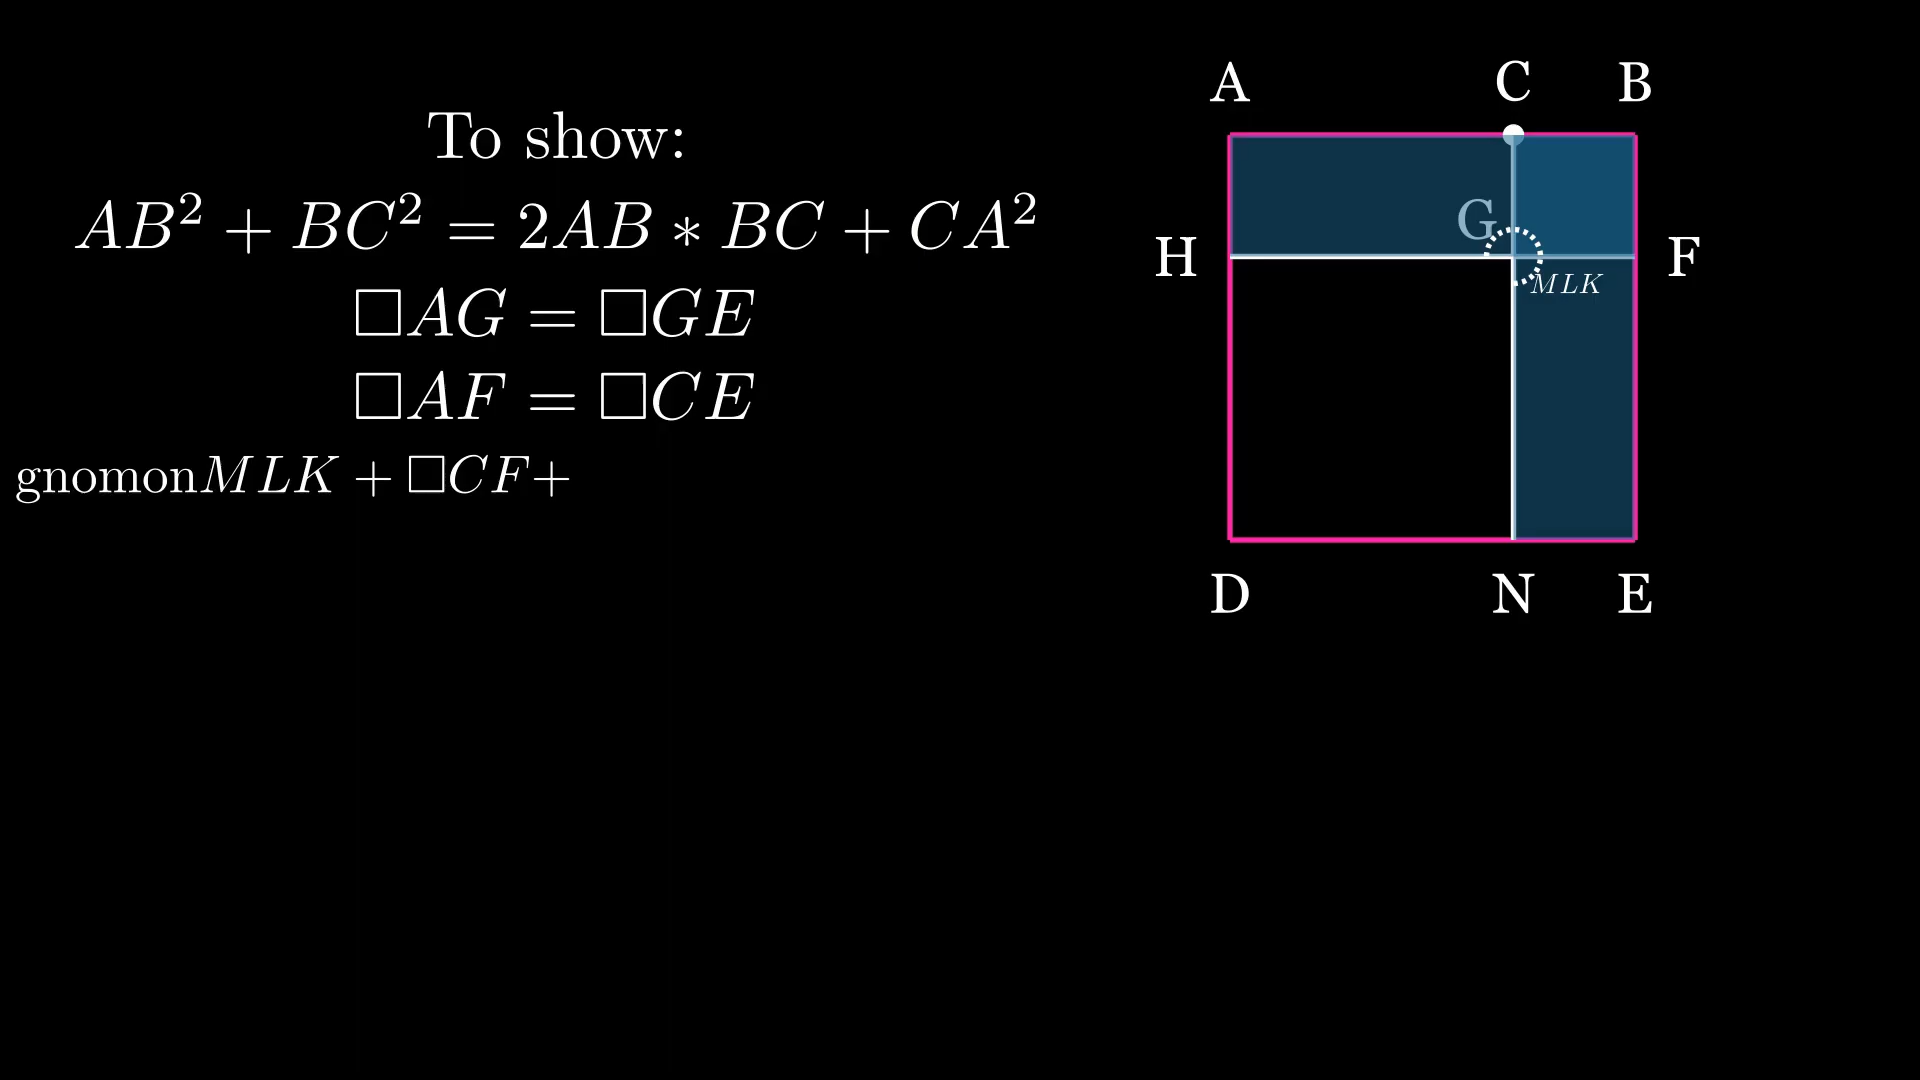 To show:
AB² + BC² = 2AB ∗ BC + CA²
□AG = □GE
□AF = □CE
gnomonMLK + □CF+
A C B
G
H F
MLK
D N E